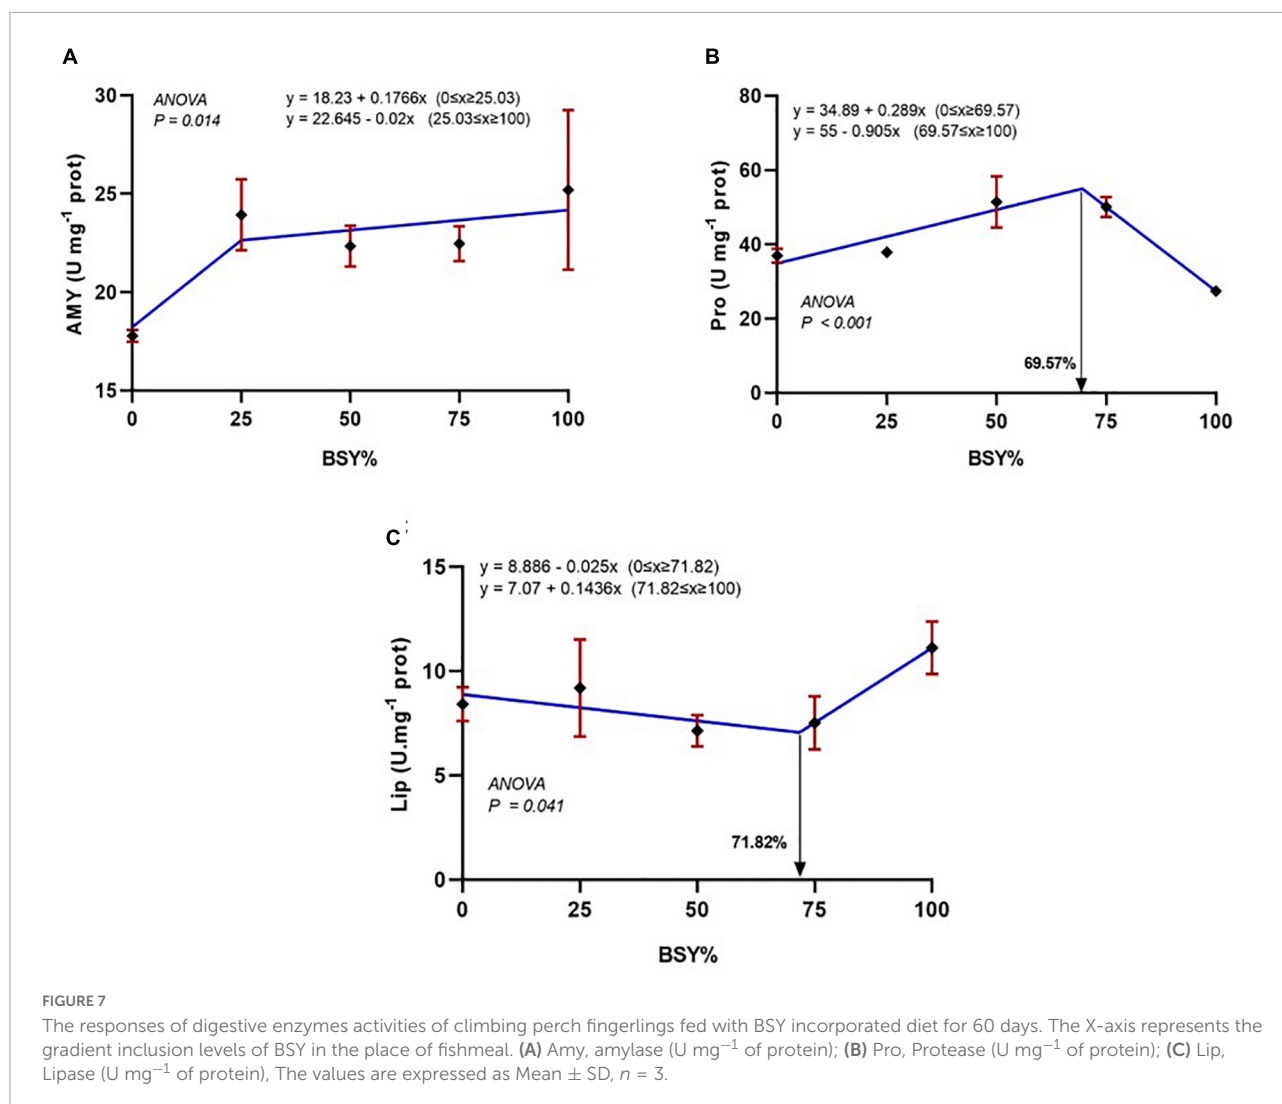 A
AMY (U mg⁻¹ prot)
30
25
20
15
ANOVA
P = 0.014
y = 18.23 + 0.1766x (0≤x≥25.03)
y = 22.645 - 0.02x (25.03≤x≥100)
0 25 50 75 100
BSY%
B
Pro (U mg⁻¹ prot)
80
60
40
20
0
y = 34.89 + 0.289x (0≤x≥69.57)
y = 55 - 0.905x (69.57≤x≥100)
ANOVA
P < 0.001
69.57%
0 25 50 75 100
BSY%
C
Lip (U.mg⁻¹ prot)
15
10
5
0
y = 8.886 - 0.025x (0≤x≥71.82)
y = 7.07 + 0.1436x (71.82≤x≥100)
ANOVA
P = 0.041
71.82%
0 25 50 75 100
BSY%
FIGURE 7
The responses of digestive enzymes activities of climbing perch fingerlings fed with BSY incorporated diet for 60 days. The X-axis represents the
gradient inclusion levels of BSY in the place of fishmeal. (A) Amy, amylase (U mg⁻¹ of protein); (B) Pro, Protease (U mg⁻¹ of protein); (C) Lip,
Lipase (U mg⁻¹ of protein), The values are expressed as Mean ± SD, n = 3.